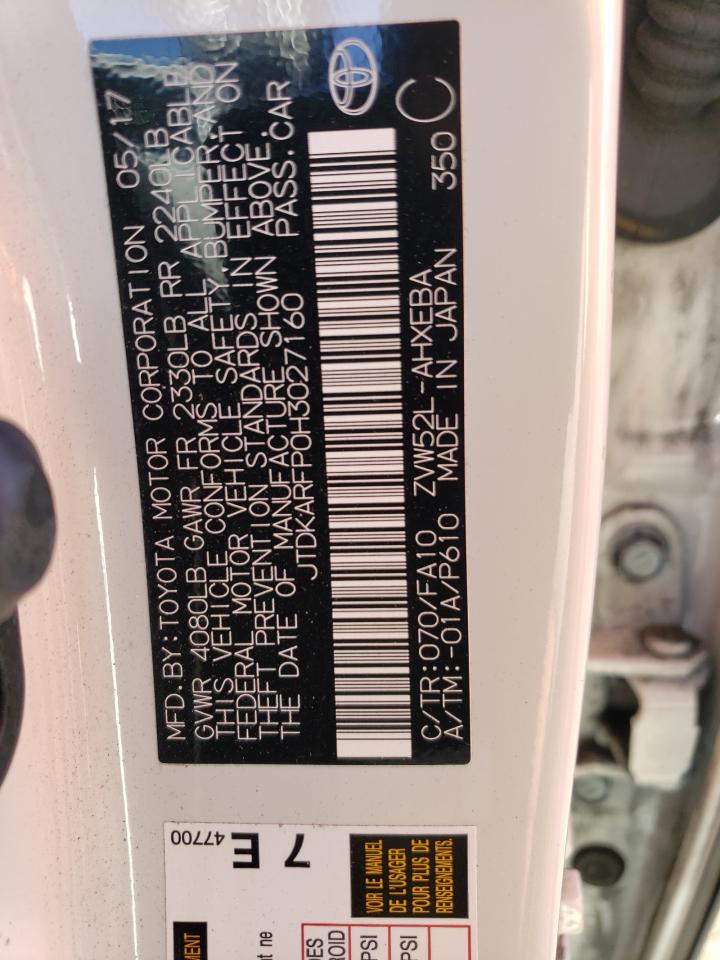 MFD. BY: TOYOTA MOTOR CORPORATION 05/17
GVWR 4080LB GAWR FR 2330LB RR 2240LB
THIS VEHICLE CONFORMS TO ALL APPLICABLE
FEDERAL MOTOR VEHICLE SAFETY, BUMPER, AND
THEFT PREVENTION STANDARDS IN EFFECT ON
THE DATE OF MANUFACTURE SHOWN ABOVE.
JTDKARFP0H3027160 PASS. CAR
C/TR: 070/FA10 ZVW52L-AHXEBA
A/TM: -01A/P610 MADE IN JAPAN 350 C
47700
7 E
VOIR LE MANUEL
DE L'USAGER
POUR PLUS DE
RENSEIGNEMENTS.
PSI
PSI